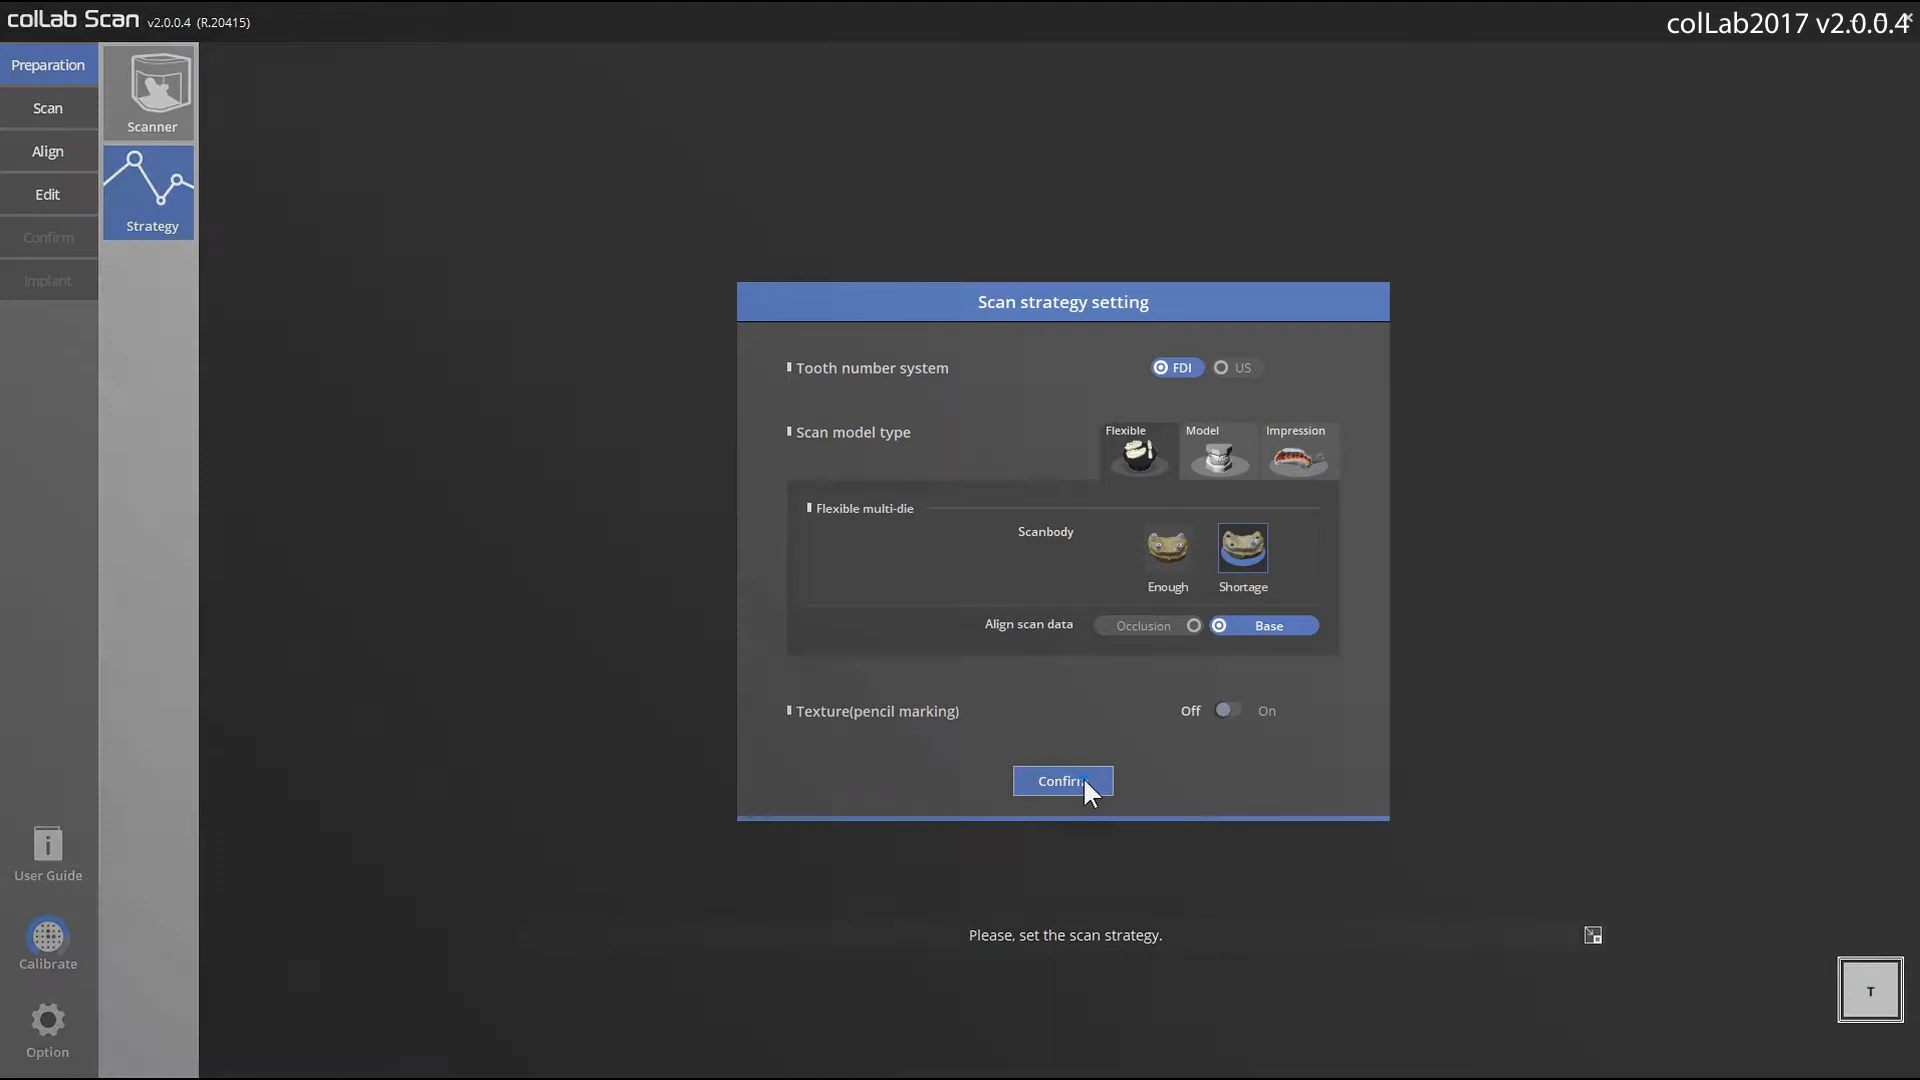 colLab Scan v2.0.0.4 (R.20415)
colLab2017 v2.0.0.4
Preparation
Scan
Align
Edit
Confirm
Implant
Scanner
Strategy
Scan strategy setting
Tooth number system
FDI
US
Scan model type
Flexible
Model
Impression
Flexible multi-die
Scanbody
Enough
Shortage
Align scan data
Occlusion
Base
Texture(pencil marking)
Off
On
Confirm
Please, set the scan strategy.
User Guide
Calibrate
Option
T